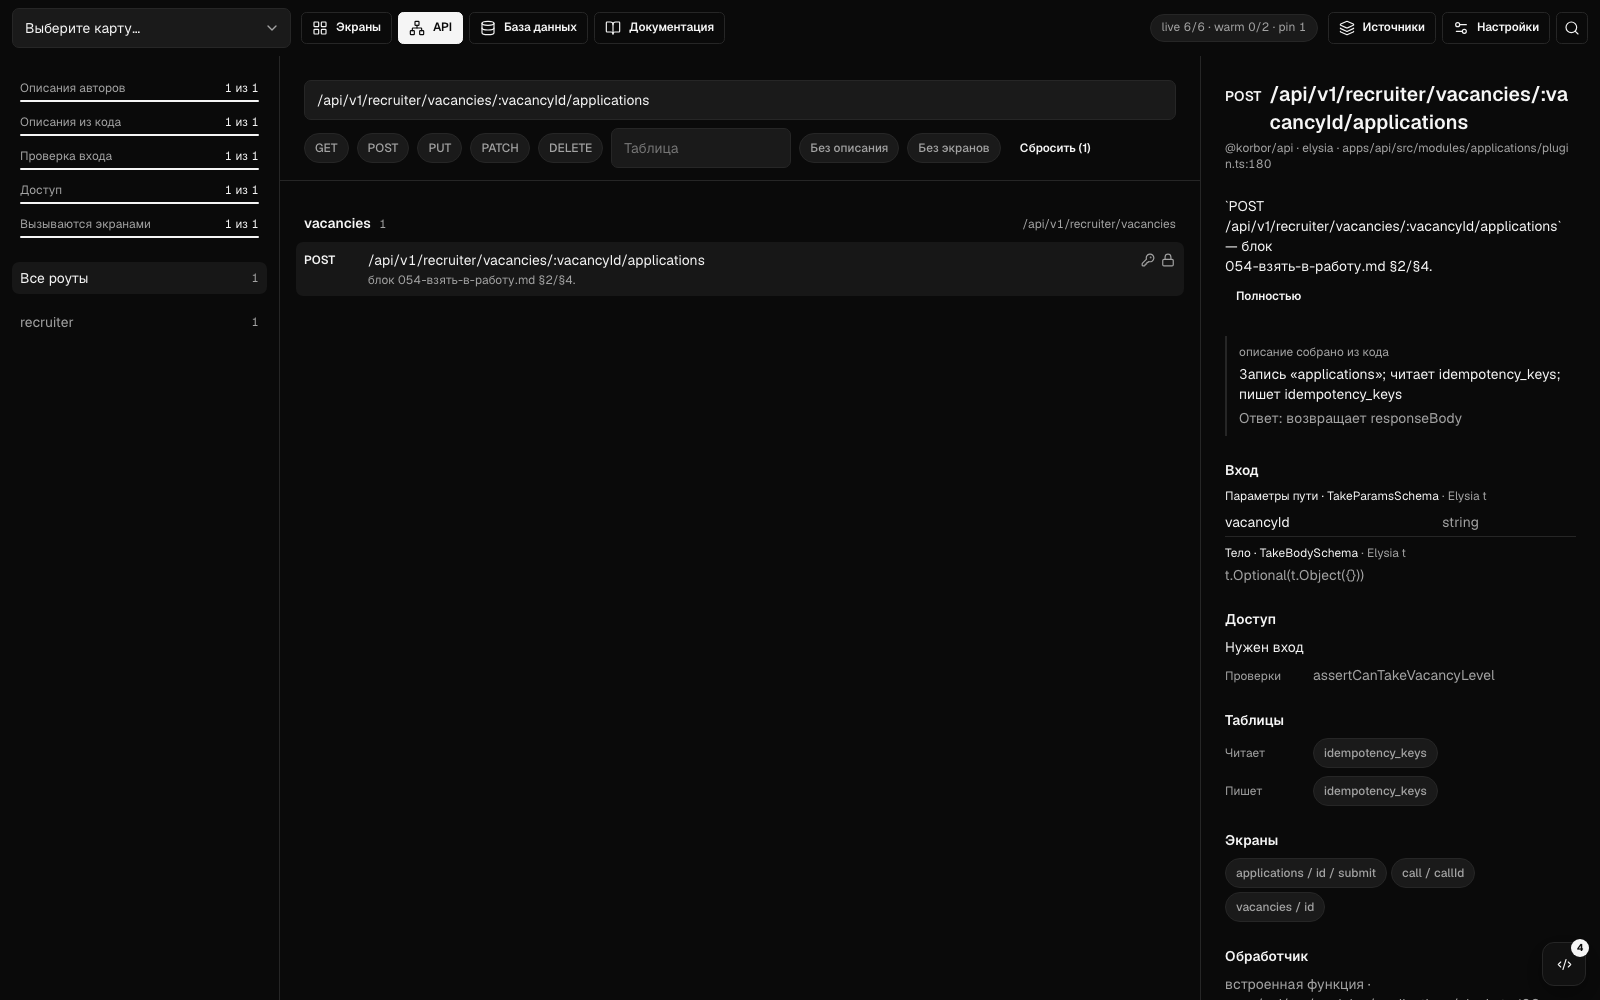 Выберите карту...
Экраны
API
База данных
Документация
live 6/6 · warm 0/2 · pin 1
Источники
Настройки
Описания авторов 1 из 1
Описания из кода 1 из 1
Проверка входа 1 из 1
Доступ 1 из 1
Вызываются экранами 1 из 1
Все роуты 1
recruiter 1
/api/v1/recruiter/vacancies/:vacancyId/applications
GET POST PUT PATCH DELETE Таблица Без описания Без экранов Сбросить (1)
vacancies 1 /api/v1/recruiter/vacancies
POST /api/v1/recruiter/vacancies/:vacancyId/applications
блок 054-взять-в-работу.md §2/§4.
POST /api/v1/recruiter/vacancies/:va
cancyId/applications
@korbor/api · elysia · apps/api/src/modules/applications/plugi
n.ts:180
`POST
/api/v1/recruiter/vacancies/:vacancyId/applications`
— блок
054-взять-в-работу.md §2/§4.
Полностью
описание собрано из кода
Запись «applications»; читает idempotency_keys;
пишет idempotency_keys
Ответ: возвращает responseBody
Вход
Параметры пути · TakeParamsSchema · Elysia t
vacancyId string
Тело · TakeBodySchema · Elysia t
t.Optional(t.Object({}))
Доступ
Нужен вход
Проверки assertCanTakeVacancyLevel
Таблицы
Читает idempotency_keys
Пишет idempotency_keys
Экраны
applications / id / submit call / callId
vacancies / id
Обработчик
4
встроенная функция ·